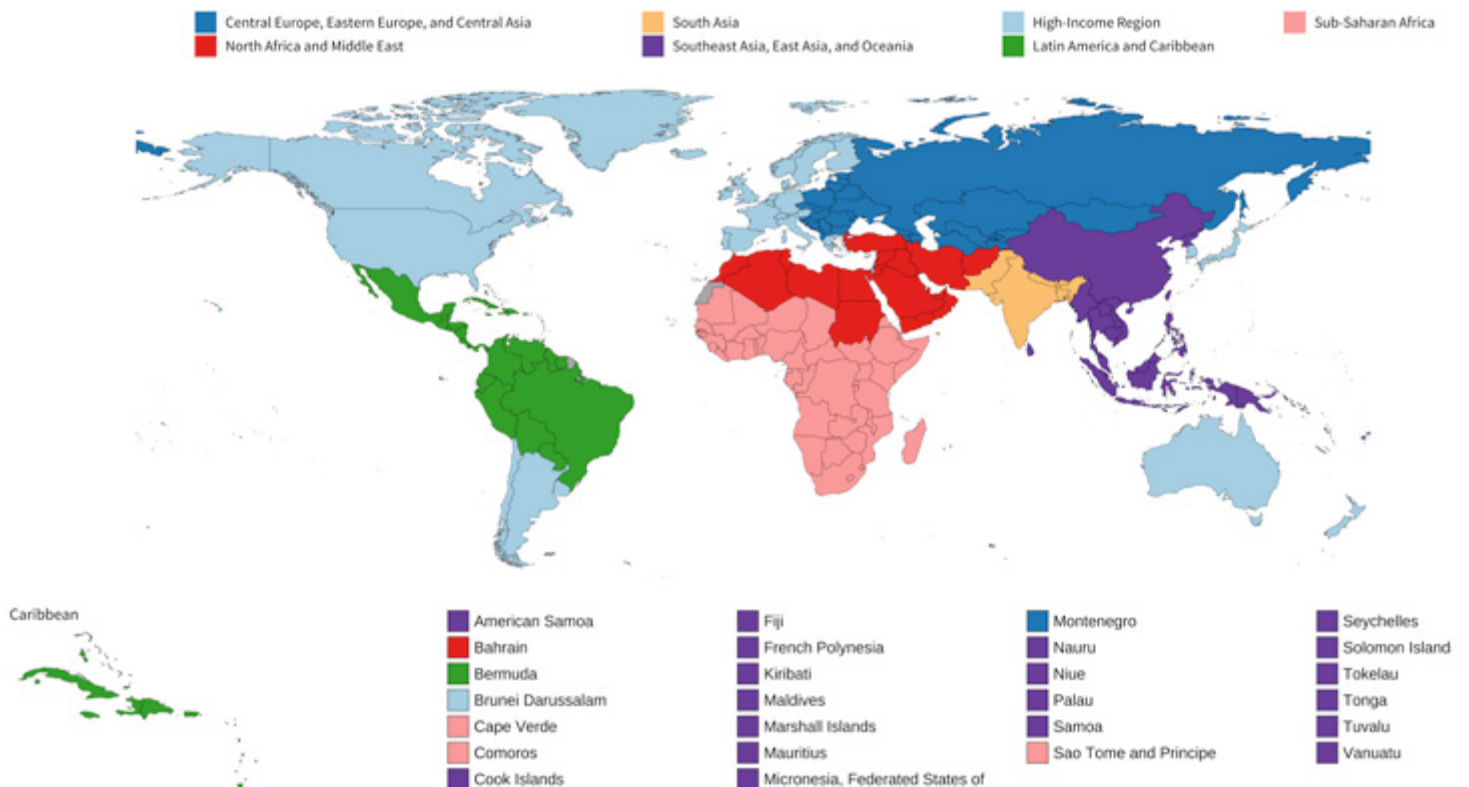 Central Europe, Eastern Europe, and Central Asia
South Asia
High-Income Region
Sub-Saharan Africa
North Africa and Middle East
Southeast Asia, East Asia, and Oceania
Latin America and Caribbean
Caribbean
American Samoa
Bahrain
Bermuda
Brunei Darussalam
Cape Verde
Comoros
Cook Islands
Fiji
French Polynesia
Kiribati
Maldives
Marshall Islands
Mauritius
Micronesia, Federated States of
Montenegro
Nauru
Niue
Palau
Samoa
Sao Tome and Principe
Seychelles
Solomon Island
Tokelau
Tonga
Tuvalu
Vanuatu